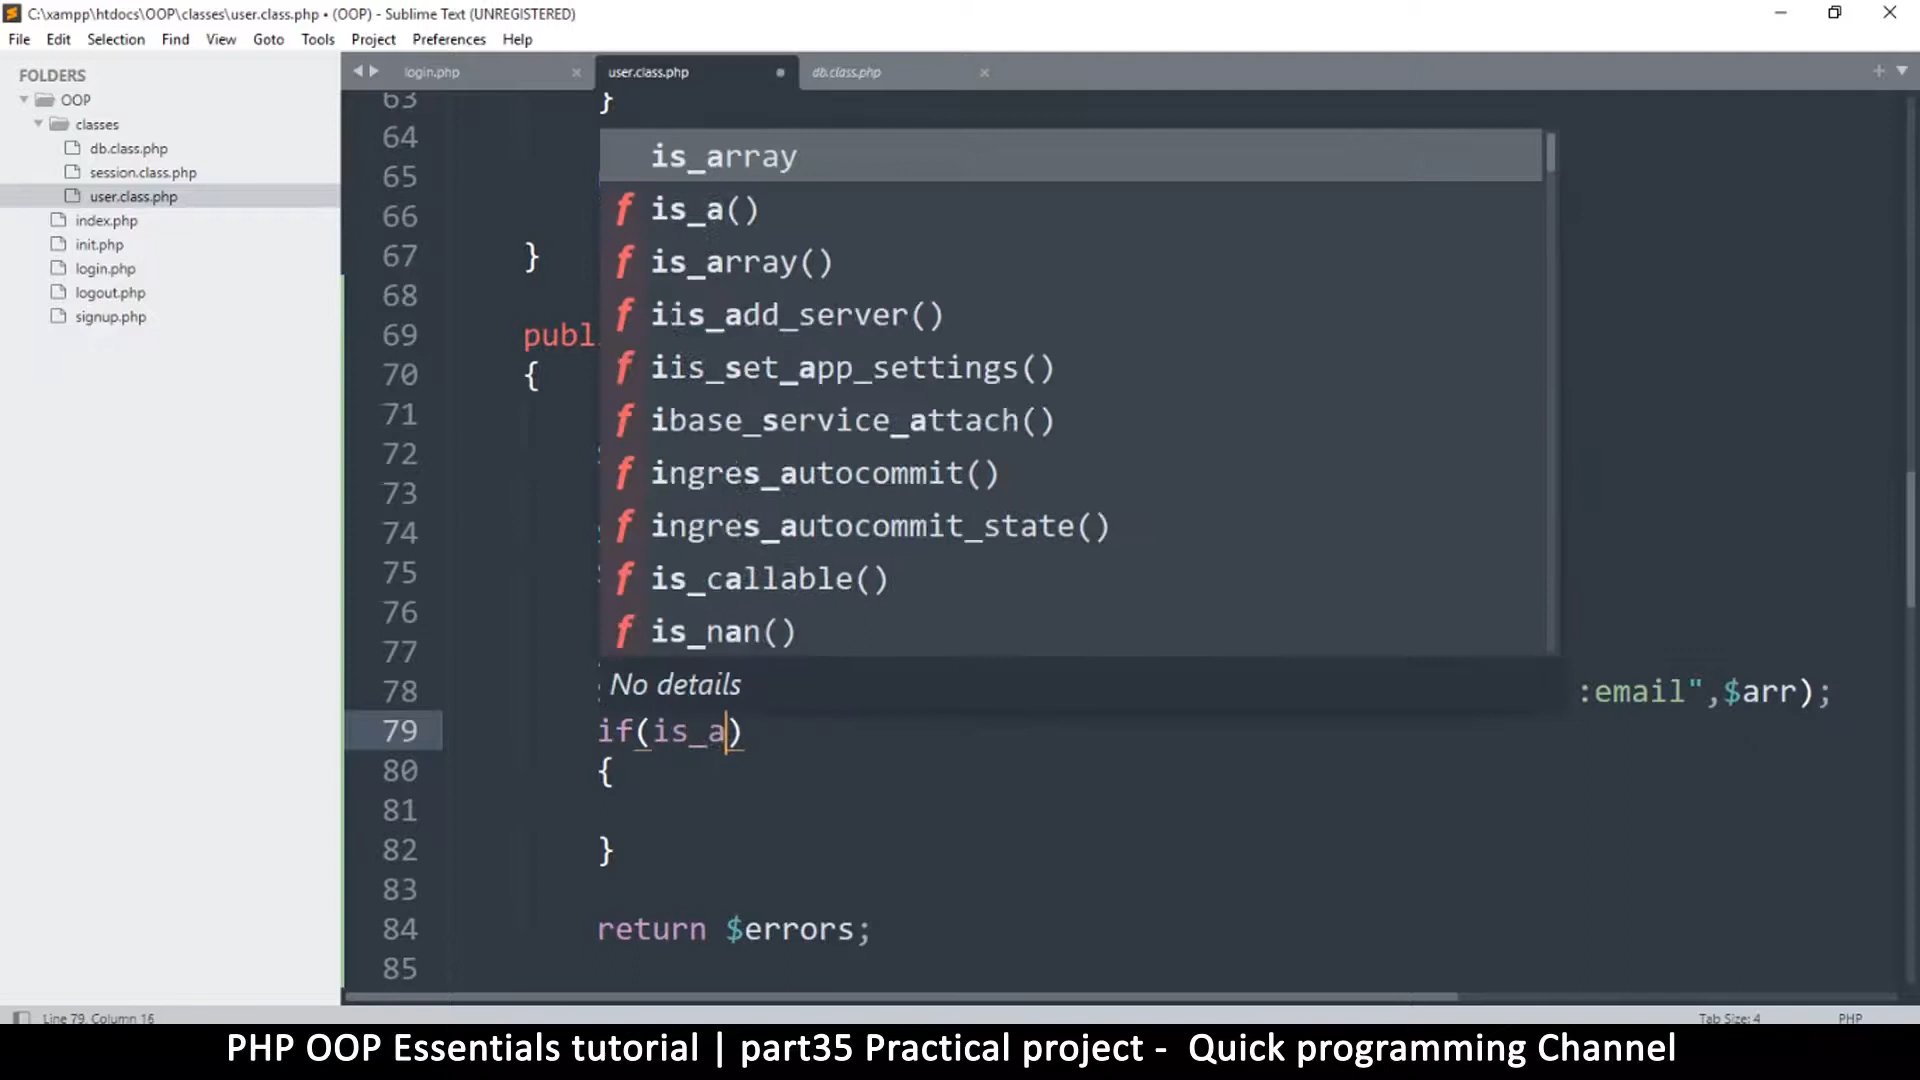 C:\xampp\htdocs\OOP\classes\user.class.php • (OOP) - Sublime Text (UNREGISTERED)
File Edit Selection Find View Goto Tools Project Preferences Help
FOLDERS
OOP
classes
db.class.php
session.class.php
user.class.php
index.php
init.php
login.php
logout.php
signup.php
login.php user.class.php db.class.php
63 }
64
65
66
67 }
68
69 publ
70 {
71
72
73
74
75
76
77
78 :email",$arr);
79 if(is_a)
80 {
81
82 }
83
84 return $errors;
85
is_array
f is_a()
f is_array()
f iis_add_server()
f iis_set_app_settings()
f ibase_service_attach()
f ingres_autocommit()
f ingres_autocommit_state()
f is_callable()
f is_nan()
No details
Line 79, Column 16 Tab Size: 4 PHP
PHP OOP Essentials tutorial | part35 Practical project - Quick programming Channel